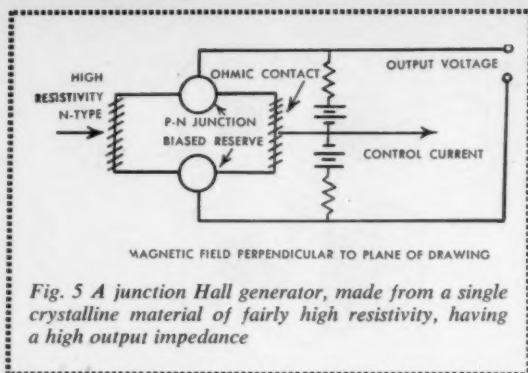 HIGH
RESISTIVITY
N-TYPE
OHMIC CONTACT
P-N JUNCTION
BIASED RESERVE
OUTPUT VOLTAGE
CONTROL CURRENT
MAGNETIC FIELD PERPENDICULAR TO PLANE OF DRAWING
Fig. 5 A junction Hall generator, made from a single
crystalline material of fairly high resistivity, having
a high output impedance